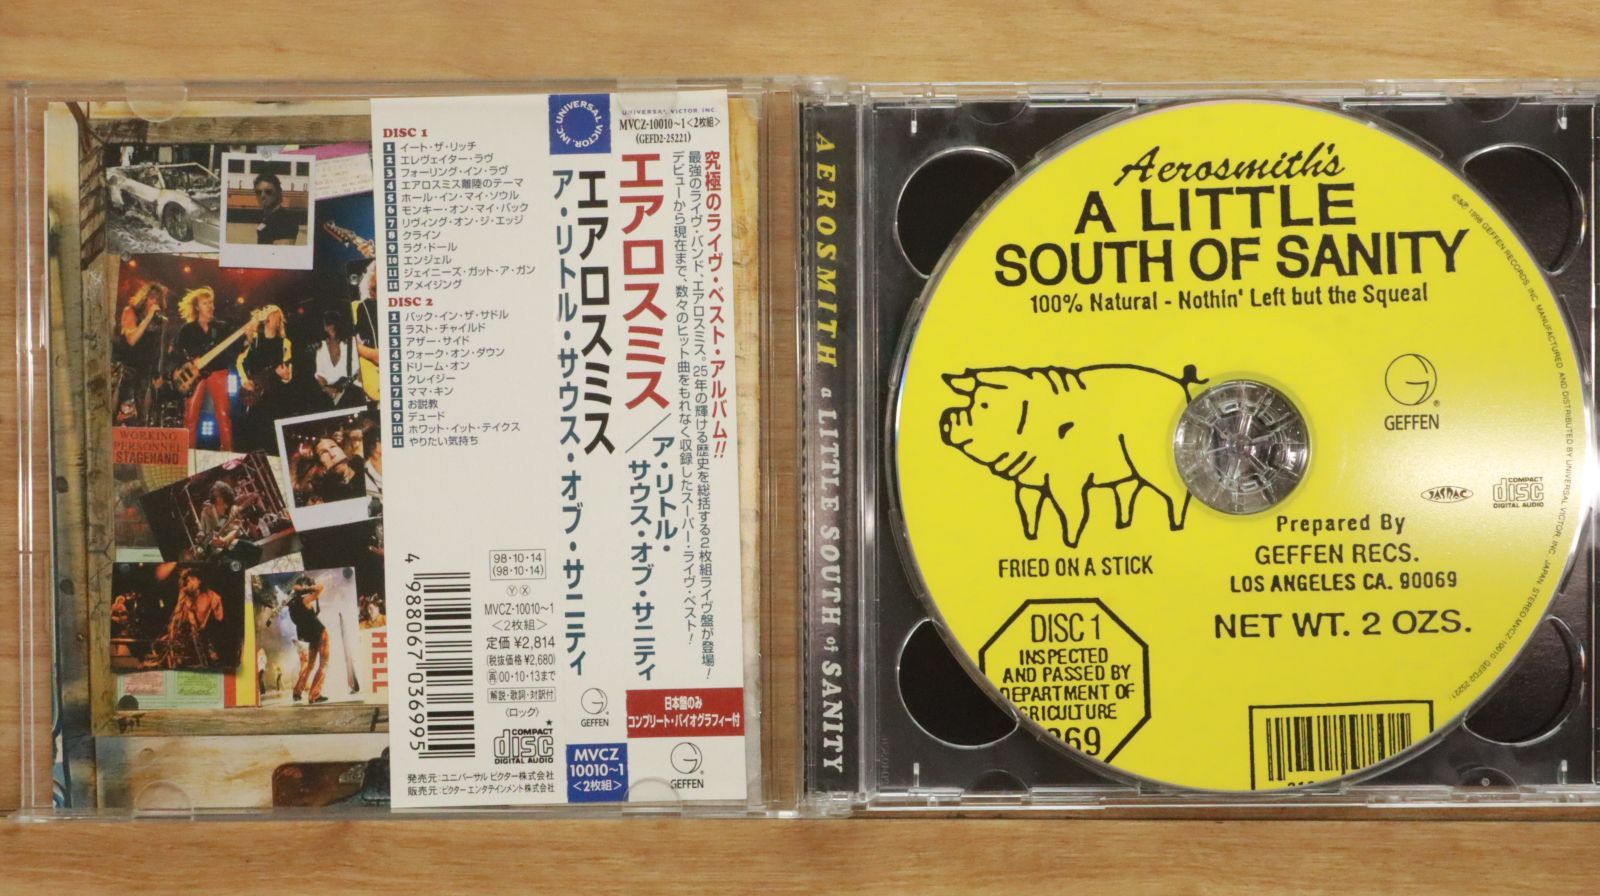 DISC 1
1 イート・ザ・リッチ
2 エレヴェイター・ラヴ
3 フォーリング・イン・ラヴ
4 エアロスミス離陸のテーマ
5 ホール・イン・マイ・ソウル
6 モンキー・オン・マイ・バック
7 リヴィング・オン・ジ・エッジ
8 クライン
9 ラグ・ドール
10 エンジェル
11 ジェイニーズ・ガット・ア・ガン
12 アメイジング
DISC 2
1 バック・イン・ザ・サドル
2 ラスト・チャイルド
3 アザー・サイド
4 ウォーク・オン・ダウン
5 ドリーム・オン
6 クレイジー
7 ママ・キン
8 お説教
9 デュード
10 ホワット・イット・テイクス
11 やりたい気持ち
WORKING
PERSONNEL
STAGEHAND
HELL
4 988067 036995
98・10・14
(98・10・14)
Ⓨ Ⓧ
MVCZ-10010〜1
<2枚組>
定価 ¥2,814
(税抜価格 ¥2,680)
(再)00・10・13まで
解説・歌詞・対訳付
〈ロック〉
COMPACT
disc
DIGITAL AUDIO
発売元:ユニバーサル ビクター株式会社
販売元:ビクター エンタテインメント株式会社
UNIVERSAL VICTOR, INC.
エアロスミス
ア・リトル・サウス・オブ・サニティ
GEFFEN
MVCZ
10010〜1
<2枚組>
UNIVERSAL VICTOR, INC.
MVCZ-10010〜1<2枚組>
(GEFD2-25221)
究極のライヴ・ベスト・アルバム!!
最強のライヴ・バンド、エアロスミス。25年の輝ける歴史を総括する2枚組ライヴ盤が登場!
デビューから現在まで、数々のヒット曲をもれなく収録したスーパー・ライヴ・ベスト!
エアロスミス/ア・リトル・
サウス・オブ・サニティ
日本盤のみ
コンプリート・バイオグラフィー付
GEFFEN
AEROSMITH a LITTLE SOUTH of SANITY
Aerosmith's
A LITTLE
SOUTH OF SANITY
100% Natural - Nothin' Left but the Squeal
GEFFEN
JASRAC
COMPACT
disc
DIGITAL AUDIO
FRIED ON A STICK
Prepared By
GEFFEN RECS.
LOS ANGELES CA. 90069
NET WT. 2 OZS.
DISC 1
INSPECTED
AND PASSED BY
DEPARTMENT OF
GRICULTURE
069
©&℗ 1998 GEFFEN RECORDS, INC. MANUFACTURED AND DISTRIBUTED BY UNIVERSAL VICTOR, INC. JAPAN. STEREO MVCZ 10010 (GEFD2 25221)